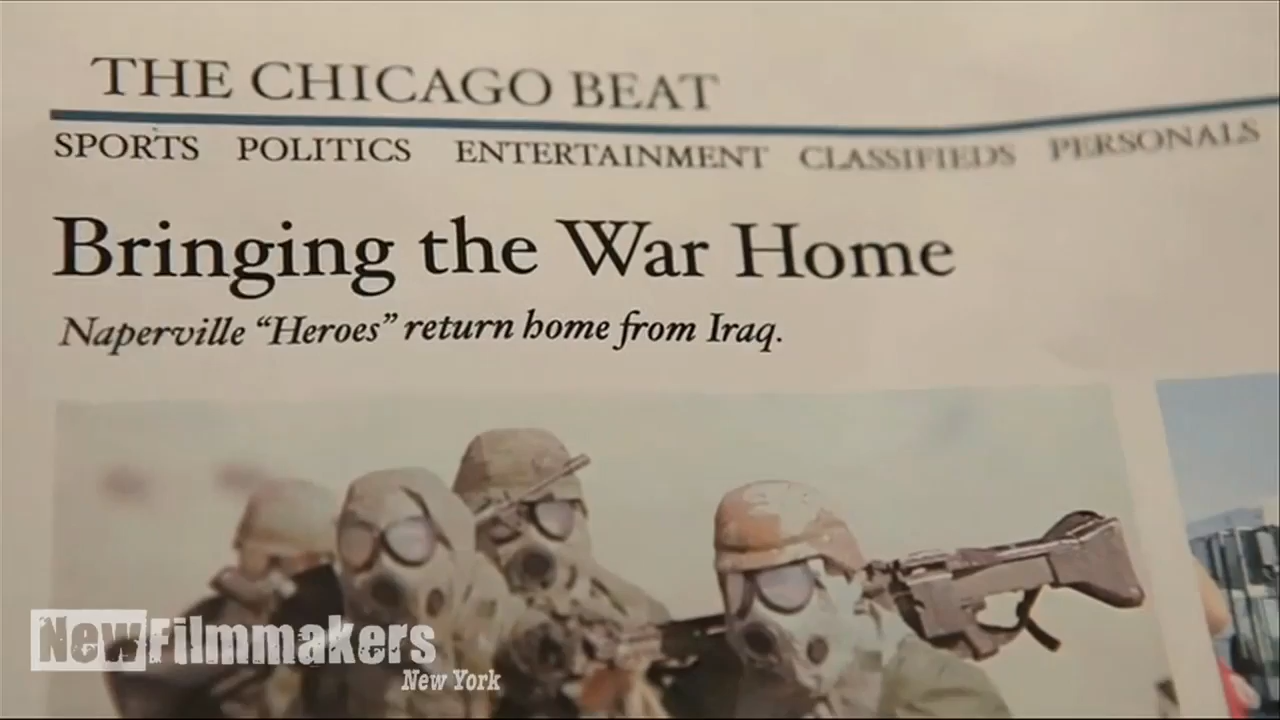 THE CHICAGO BEAT
SPORTS POLITICS ENTERTAINMENT CLASSIFIEDS PERSONALS
Bringing the War Home
Naperville “Heroes” return home from Iraq.
NewFilmmakers
New York